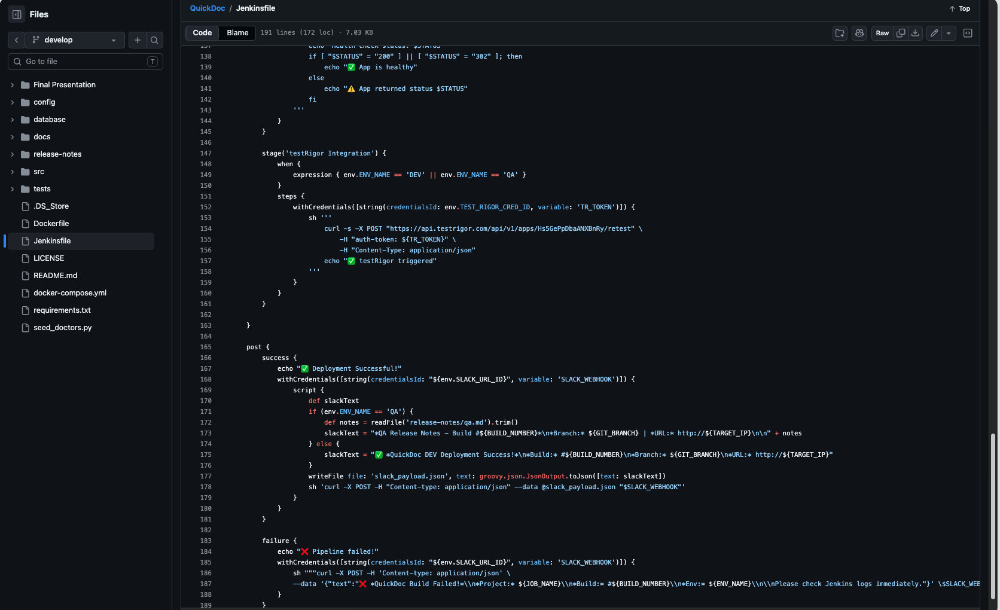 Files
develop
Go to file
T
Final Presentation
config
database
docs
release-notes
src
tests
.DS_Store
Dockerfile
Jenkinsfile
LICENSE
README.md
docker-compose.yml
requirements.txt
seed_doctors.py
QuickDoc / Jenkinsfile
↑ Top
Code Blame 191 lines (172 loc) · 7.03 KB
Raw
137 echo "Health check status: $STATUS"
138 if [ "$STATUS" = "200" ] || [ "$STATUS" = "302" ]; then
139 echo "✅ App is healthy"
140 else
141 echo "⚠️ App returned status $STATUS"
142 fi
143 '''
144 }
145 }
146
147 stage('testRigor Integration') {
148 when {
149 expression { env.ENV_NAME == 'DEV' || env.ENV_NAME == 'QA' }
150 }
151 steps {
152 withCredentials([string(credentialsId: env.TEST_RIGOR_CRED_ID, variable: 'TR_TOKEN')]) {
153 sh '''
154 curl -s -X POST "https://api.testrigor.com/api/v1/apps/Hs5GePpDbaANXBnRy/retest" \
155 -H "auth-token: ${TR_TOKEN}" \
156 -H "Content-Type: application/json"
157 echo "✅ testRigor triggered"
158 '''
159 }
160 }
161 }
162
163 }
164
165 post {
166 success {
167 echo "✅ Deployment Successful!"
168 withCredentials([string(credentialsId: "${env.SLACK_URL_ID}", variable: 'SLACK_WEBHOOK')]) {
169 script {
170 def slackText
171 if (env.ENV_NAME == 'QA') {
172 def notes = readFile('release-notes/qa.md').trim()
173 slackText = "*QA Release Notes - Build #${BUILD_NUMBER}*\n*Branch:* ${GIT_BRANCH} | *URL:* http://${TARGET_IP}\n\n" + notes
174 } else {
175 slackText = "✅ *QuickDoc DEV Deployment Success!*\n*Build:* #${BUILD_NUMBER}\n*Branch:* ${GIT_BRANCH}\n*URL:* http://${TARGET_IP}"
176 }
177 writeFile file: 'slack_payload.json', text: groovy.json.JsonOutput.toJson([text: slackText])
178 sh 'curl -X POST -H "Content-type: application/json" --data @slack_payload.json "$SLACK_WEBHOOK"'
179 }
180 }
181 }
182
183 failure {
184 echo "❌ Pipeline failed!"
185 withCredentials([string(credentialsId: "${env.SLACK_URL_ID}", variable: 'SLACK_WEBHOOK')]) {
186 sh """curl -X POST -H 'Content-type: application/json' \
187 --data '{"text":"❌ *QuickDoc Build Failed!*\\n*Project:* ${JOB_NAME}\\n*Build:* #${BUILD_NUMBER}\\n*Env:* ${ENV_NAME}\\n\\nPlease check Jenkins logs immediately."}' \$SLACK_WEB
188 }
189 }